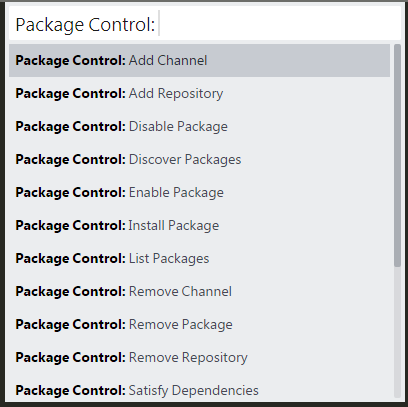 Package Control:
Package Control: Add Channel
Package Control: Add Repository
Package Control: Disable Package
Package Control: Discover Packages
Package Control: Enable Package
Package Control: Install Package
Package Control: List Packages
Package Control: Remove Channel
Package Control: Remove Package
Package Control: Remove Repository
Package Control: Satisfy Dependencies